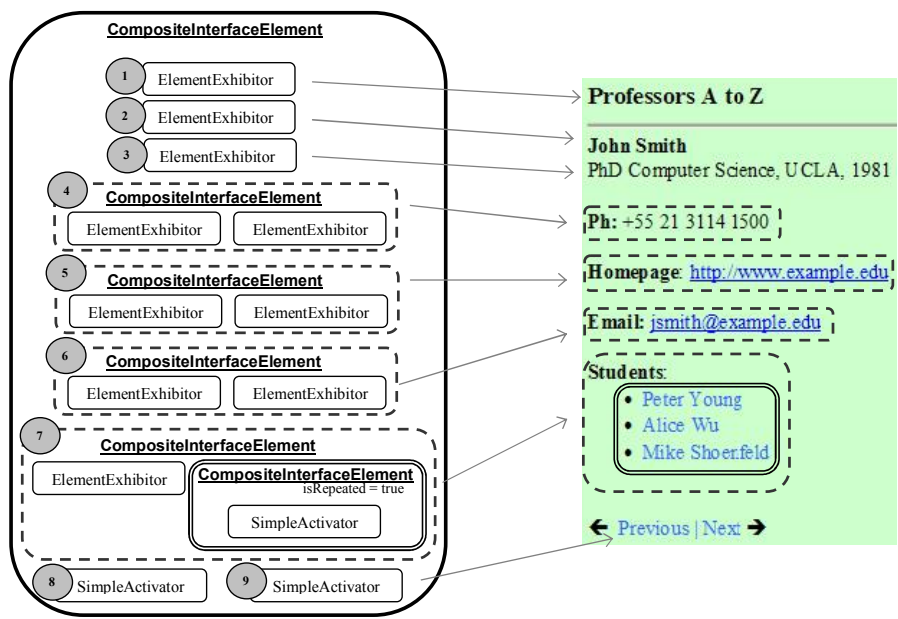 CompositeInterfaceElement
1 ElementExhibitor
2 ElementExhibitor
3 ElementExhibitor
4 CompositeInterfaceElement
ElementExhibitor ElementExhibitor
5 CompositeInterfaceElement
ElementExhibitor ElementExhibitor
6 CompositeInterfaceElement
ElementExhibitor ElementExhibitor
7 CompositeInterfaceElement
ElementExhibitor
CompositeInterfaceElement
isRepeated = true
SimpleActivator
8 SimpleActivator
9 SimpleActivator
Professors A to Z
John Smith
PhD Computer Science, UCLA, 1981
Ph: +55 21 3114 1500
Homepage: http://www.example.edu
Email: jsmith@example.edu
Students:
• Peter Young
• Alice Wu
• Mike Shoenfeld
🡸 Previous | Next 🡺